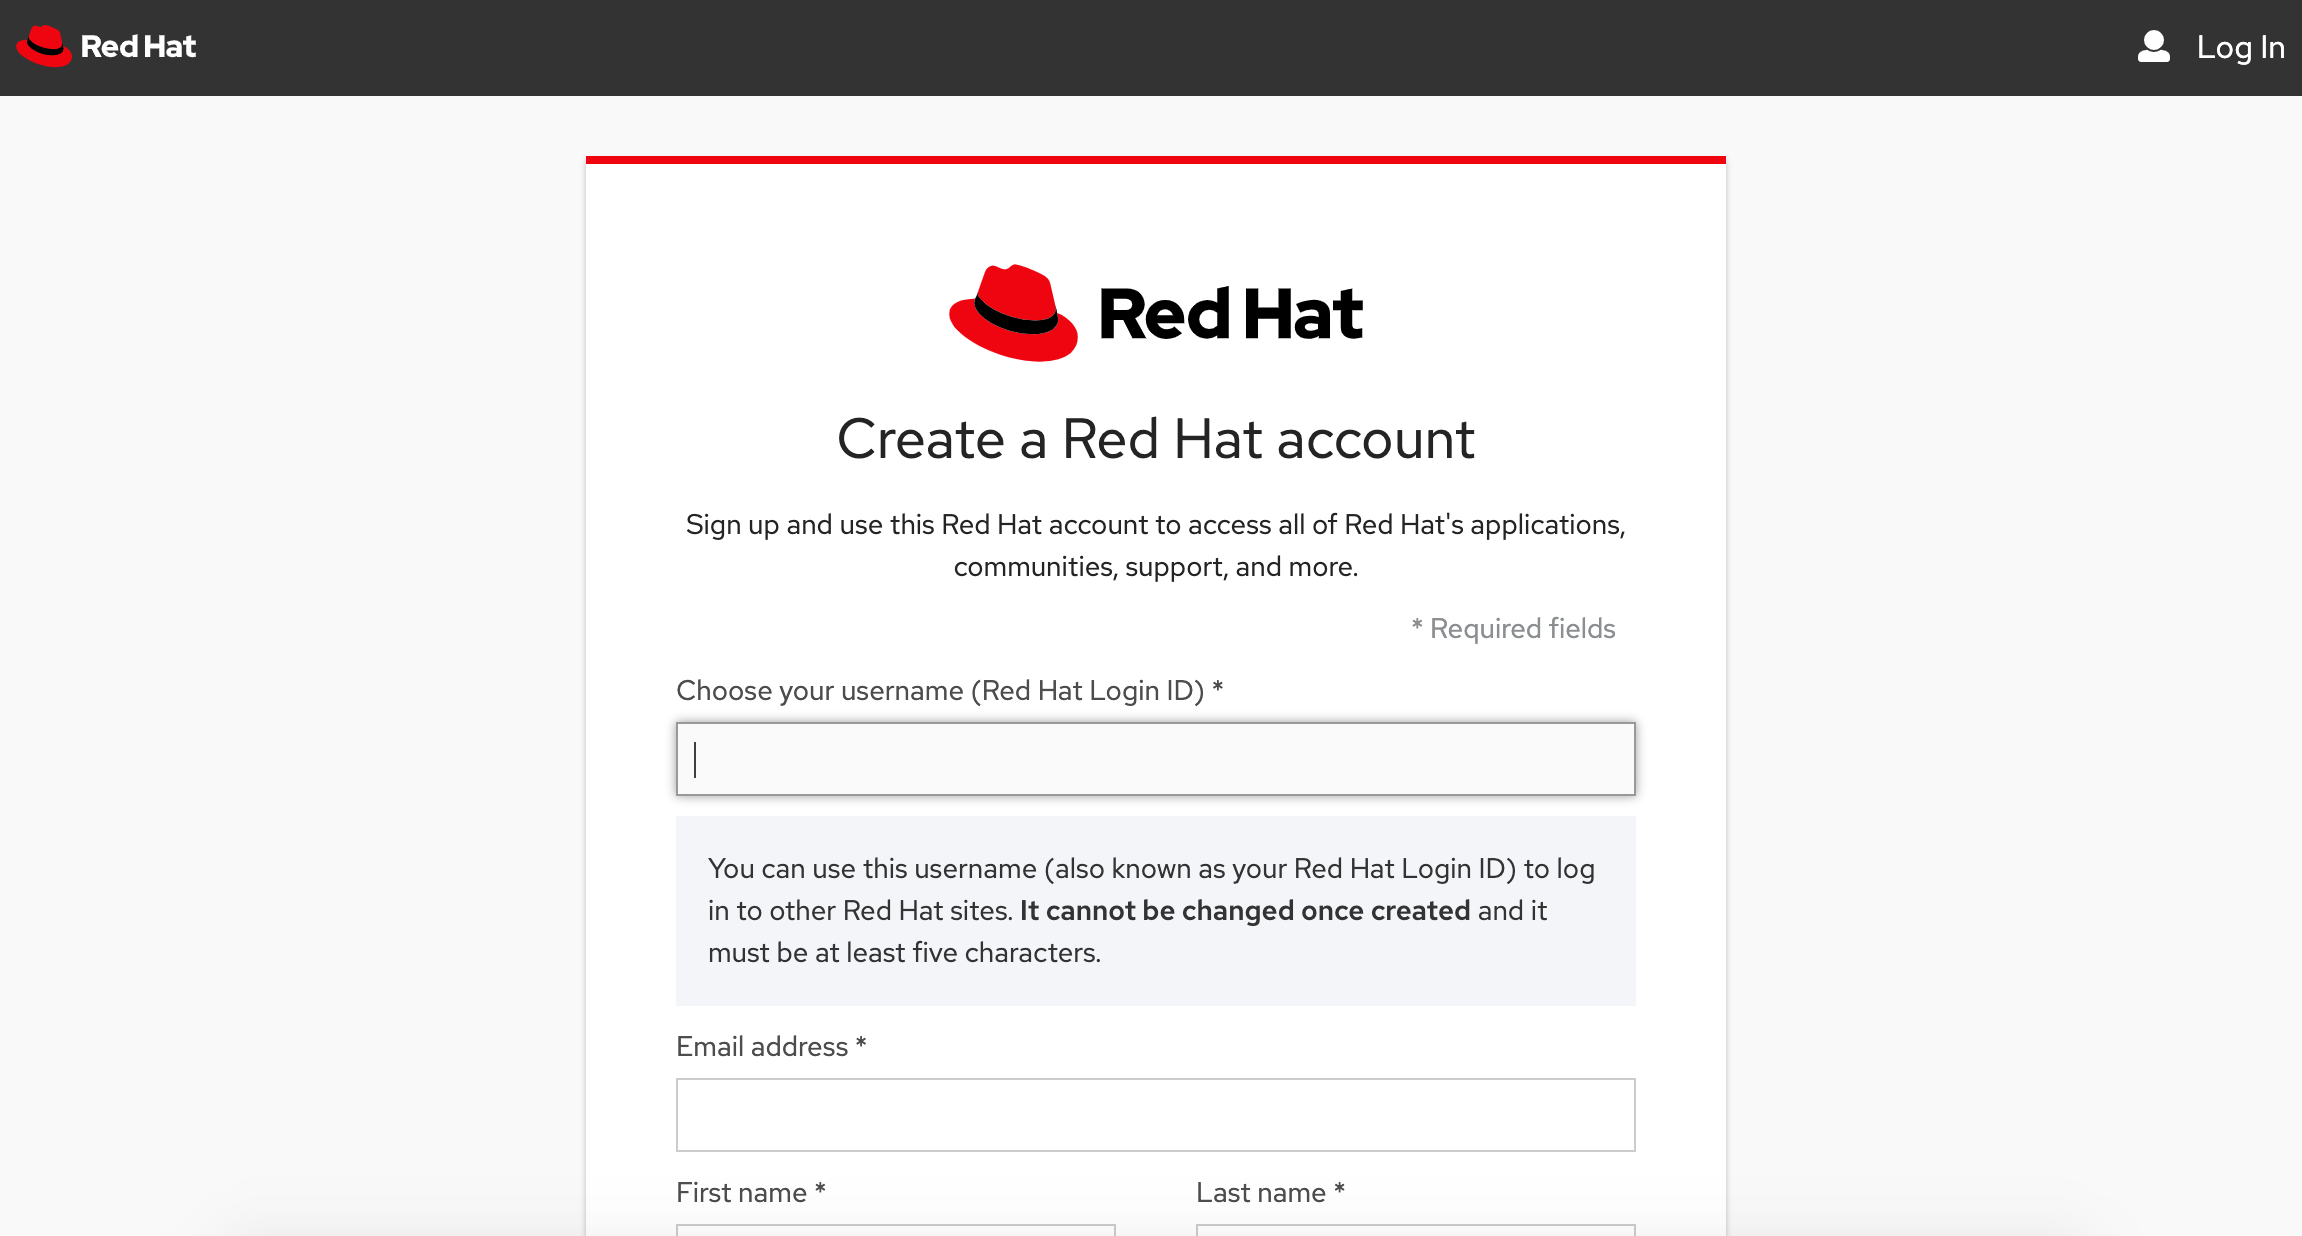 Red Hat
Log In
Red Hat
Create a Red Hat account
Sign up and use this Red Hat account to access all of Red Hat's applications,
communities, support, and more.
* Required fields
Choose your username (Red Hat Login ID) *
You can use this username (also known as your Red Hat Login ID) to log
in to other Red Hat sites. It cannot be changed once created and it
must be at least five characters.
Email address *
First name *
Last name *